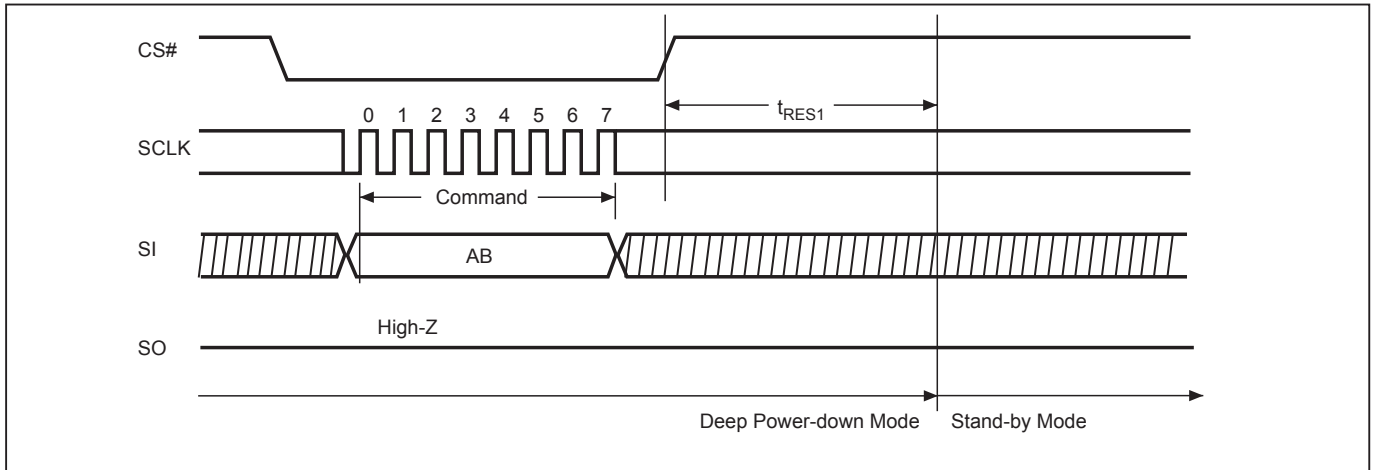 CS#
tRES1
0 1 2 3 4 5 6 7
SCLK
Command
SI
AB
High-Z
SO
Deep Power-down Mode Stand-by Mode